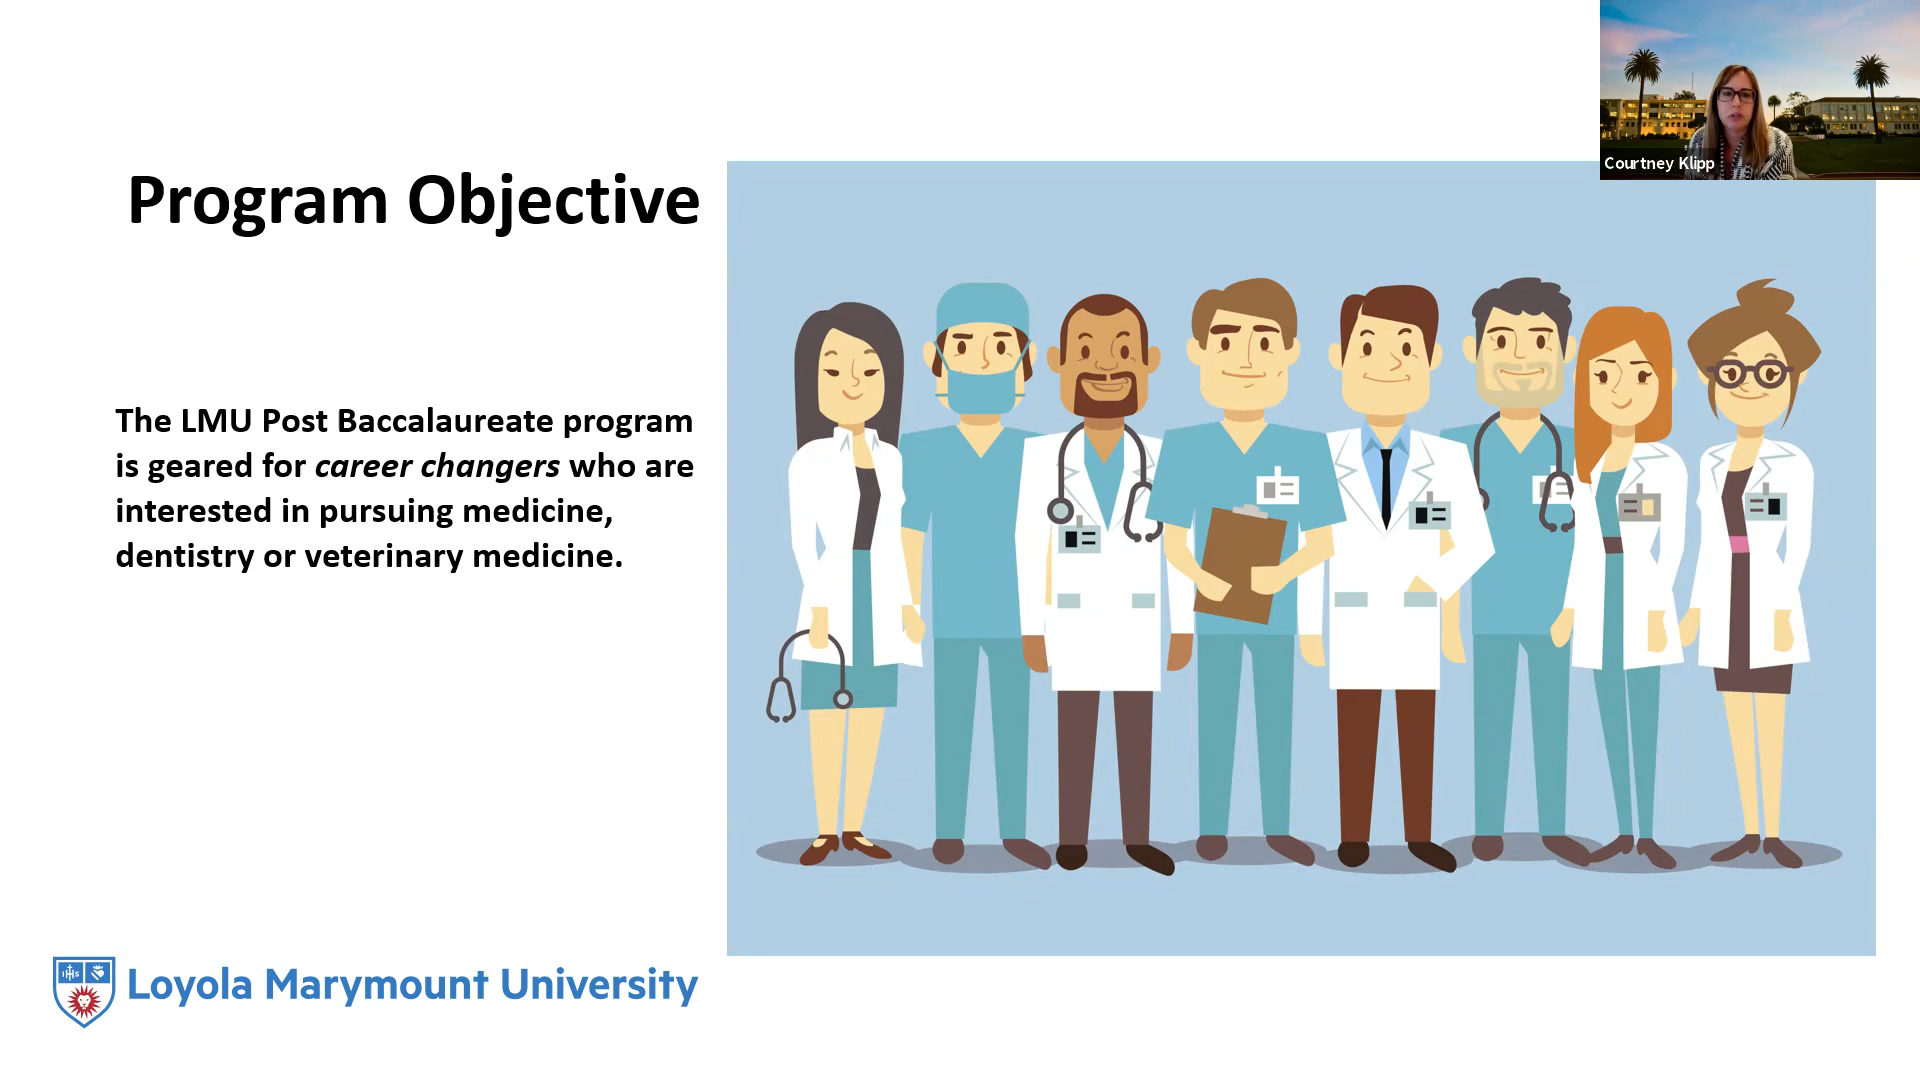 Courtney Klipp
Program Objective
The LMU Post Baccalaureate program
is geared for career changers who are
interested in pursuing medicine,
dentistry or veterinary medicine.
IHS
Loyola Marymount University